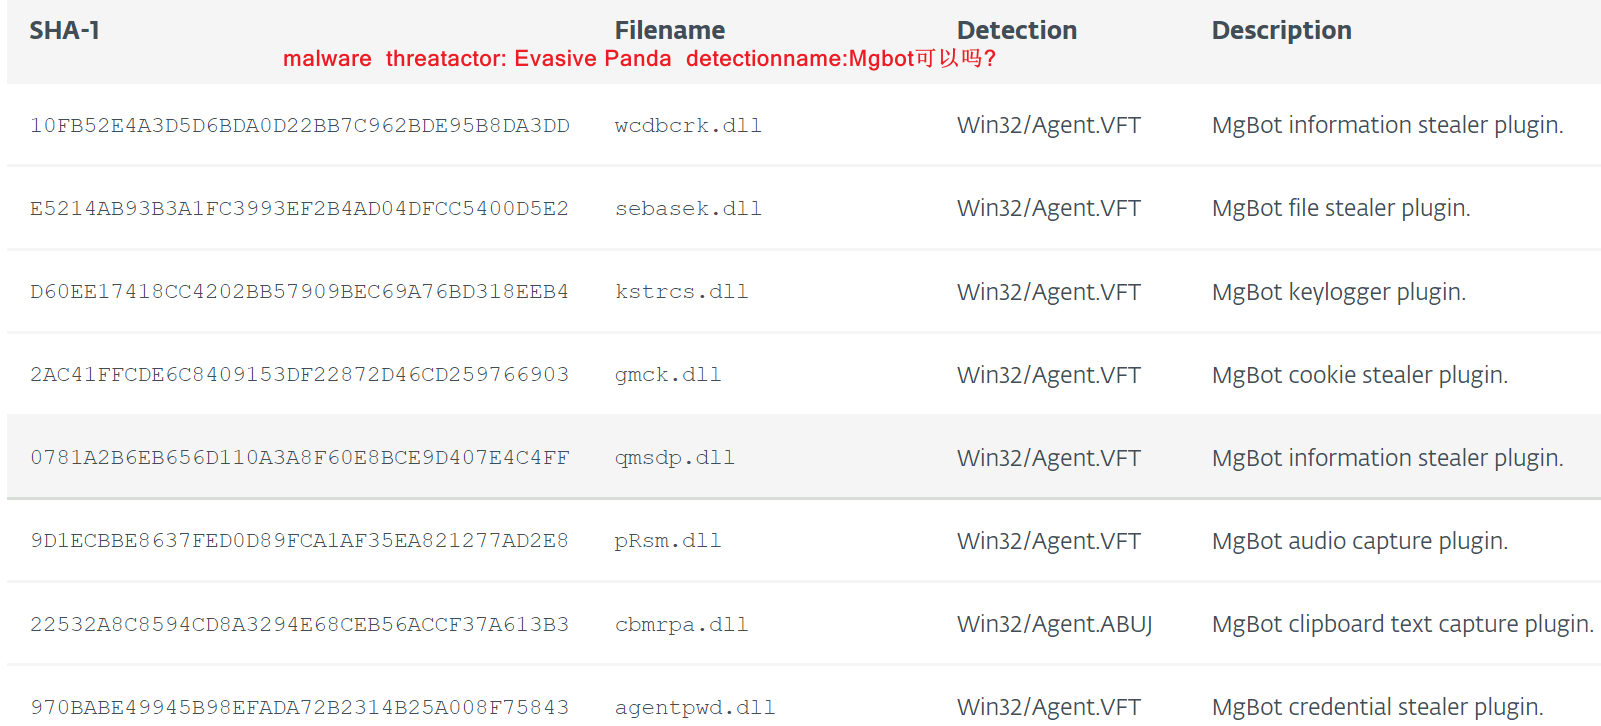 SHA-1 Filename Detection Description
malware threatactor: Evasive Panda detectionname:Mgbot可以吗?
10FB52E4A3D5D6BDA0D22BB7C962BDE95B8DA3DD wcdbcrk.dll Win32/Agent.VFT MgBot information stealer plugin.
E5214AB93B3A1FC3993EF2B4AD04DFCC5400D5E2 sebasek.dll Win32/Agent.VFT MgBot file stealer plugin.
D60EE17418CC4202BB57909BEC69A76BD318EEB4 kstrcs.dll Win32/Agent.VFT MgBot keylogger plugin.
2AC41FFCDE6C8409153DF22872D46CD259766903 gmck.dll Win32/Agent.VFT MgBot cookie stealer plugin.
0781A2B6EB656D110A3A8F60E8BCE9D407E4C4FF qmsdp.dll Win32/Agent.VFT MgBot information stealer plugin.
9D1ECBBE8637FED0D89FCA1AF35EA821277AD2E8 pRsm.dll Win32/Agent.VFT MgBot audio capture plugin.
22532A8C8594CD8A3294E68CEB56ACCF37A613B3 cbmrpa.dll Win32/Agent.ABUJ MgBot clipboard text capture plugin.
970BABE49945B98EFADA72B2314B25A008F75843 agentpwd.dll Win32/Agent.VFT MgBot credential stealer plugin.